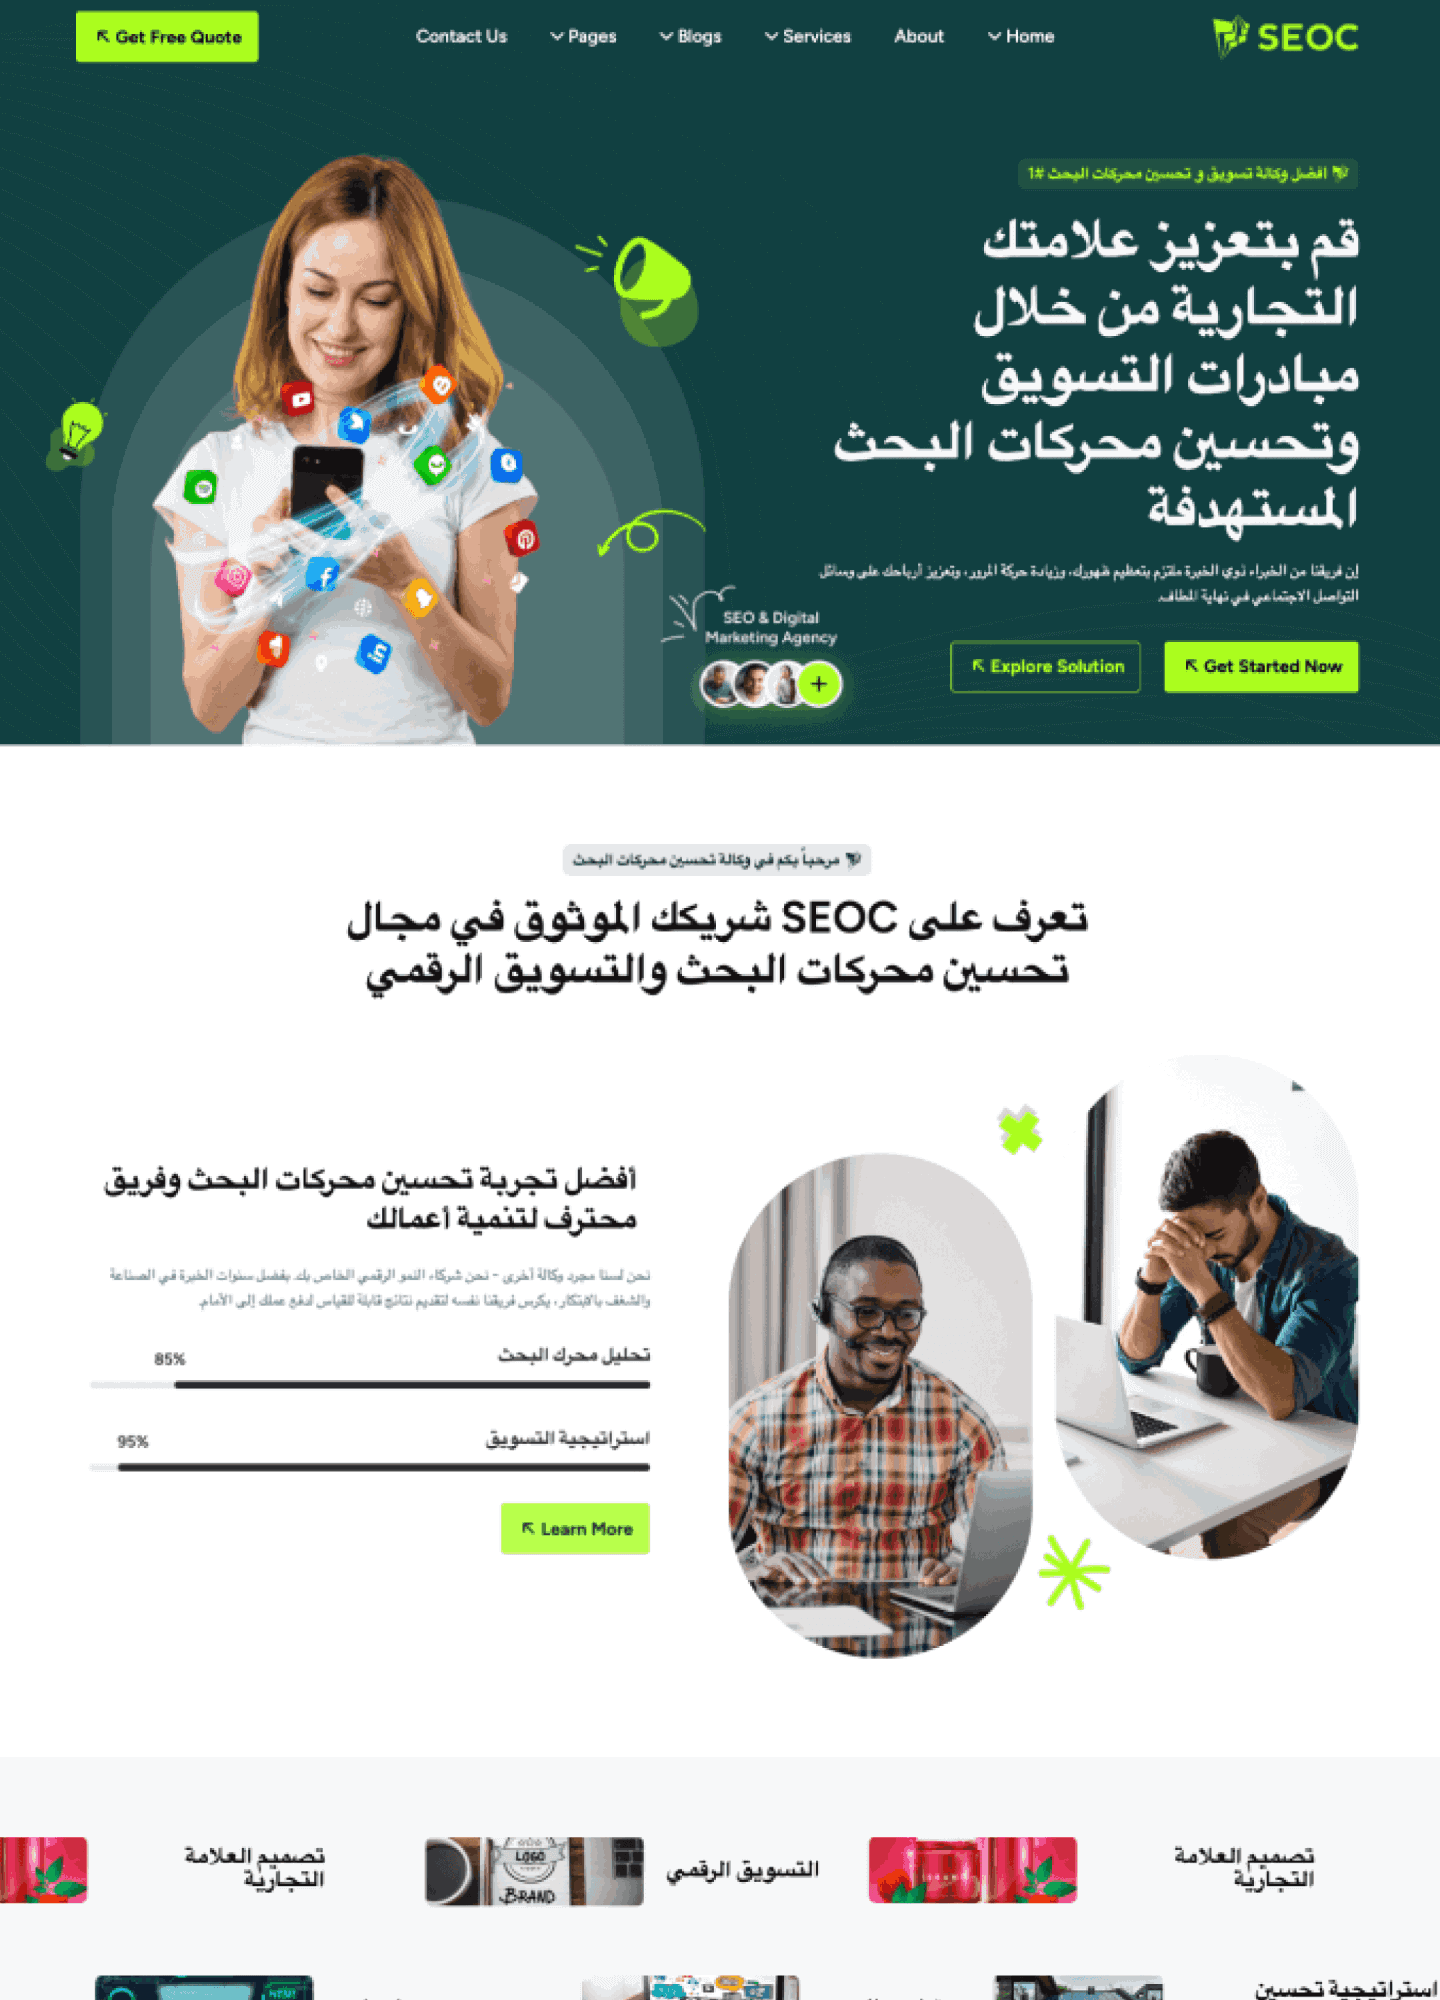 SEOC
Home
About
Services
Blogs
Pages
Contact Us
Get Free Quote
افضل وكالة تسويق و تحسين محركات البحث #1
قم بتعزيز علامتك
التجارية من خلال
مبادرات التسويق
وتحسين محركات البحث
المستهدفة
إن فريقنا من الخبراء ذوي الخبرة ملتزم بتعظيم ظهورك، وزيادة حركة المرور، وتعزيز أرباحك على وسائل
التواصل الاجتماعي في نهاية المطاف.
Get Started Now
Explore Solution
SEO & Digital
Marketing Agency
مرحباً بكم في وكالة تحسين محركات البحث
تعرف على SEOC شريكك الموثوق في مجال
تحسين محركات البحث والتسويق الرقمي
أفضل تجربة تحسين محركات البحث وفريق
محترف لتنمية أعمالك
نحن لسنا مجرد وكالة أخرى - نحن شركاء النمو الرقمي الخاص بك. بفضل سنوات الخبرة في الصناعة
والشغف بالابتكار، يكرس فريقنا نفسه لتقديم نتائج قابلة للقياس لدفع عملك إلى الأمام.
تحليل محرك البحث
85%
استراتيجية التسويق
95%
Learn More
تصميم العلامة
التجارية
التسويق الرقمي
LOGO
BRAND
تصميم العلامة
التجارية
استراتيجية تحسين